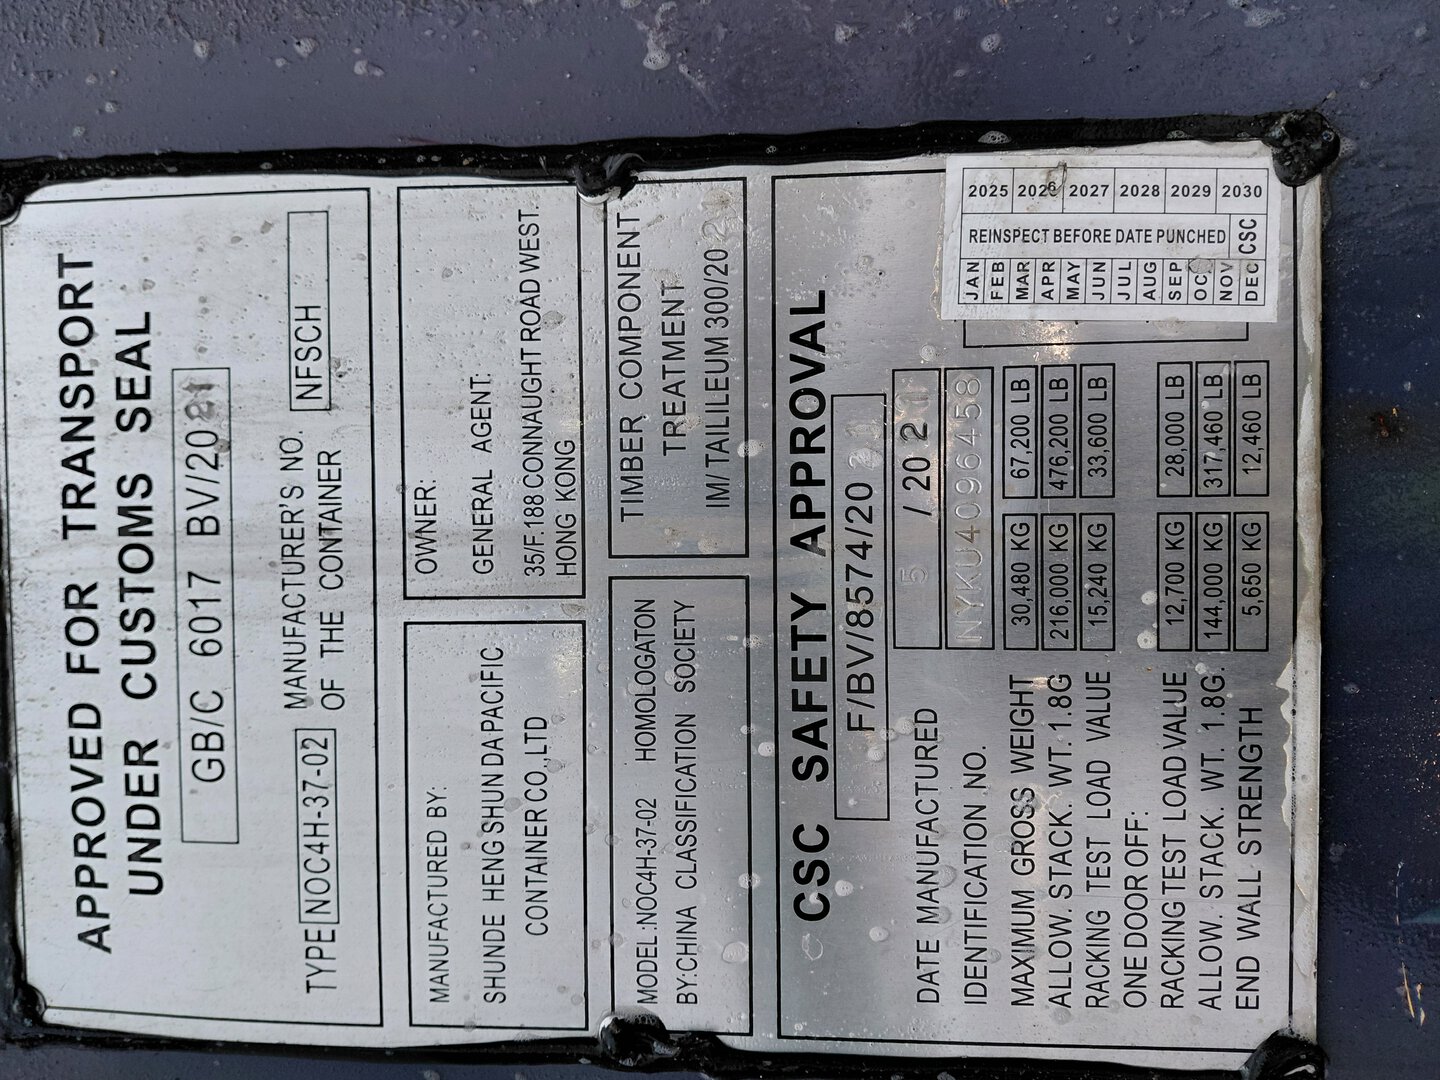 APPROVED FOR TRANSPORT
UNDER CUSTOMS SEAL
GB/C 6017 BV/2021
TYPE NOC4H-37-02
MANUFACTURER'S NO.
OF THE CONTAINER
NFSCH
MANUFACTURED BY:
SHUNDE HENG SHUN DA PACIFIC
CONTAINER CO.,LTD
OWNER:
GENERAL AGENT:
35/F.188 CONNAUGHT ROAD WEST.
HONG KONG
MODEL:NOC4H-37-02 HOMOLOGATON
BY:CHINA CLASSIFICATION SOCIETY
TIMBER COMPONENT
TREATMENT
IM/TAILILEUM 300/20 21
CSC SAFETY APPROVAL
F/BV/8574/20 21
DATE MANUFACTURED 5 / 20 21
IDENTIFICATION NO. NYKU4096458
MAXIMUM GROSS WEIGHT 30,480 KG 67,200 LB
ALLOW. STACK. WT. 1.8G 216,000 KG 476,200 LB
RACKING TEST LOAD VALUE 15,240 KG 33,600 LB
ONE DOOR OFF:
RACKING TEST LOAD VALUE 12,700 KG 28,000 LB
ALLOW. STACK. WT. 1.8G. 144,000 KG 317,460 LB
END WALL STRENGTH 5,650 KG 12,460 LB
2025 2026 2027 2028 2029 2030
REINSPECT BEFORE DATE PUNCHED CSC
JAN FEB MAR APR MAY JUN JUL AUG SEP OCT NOV DEC